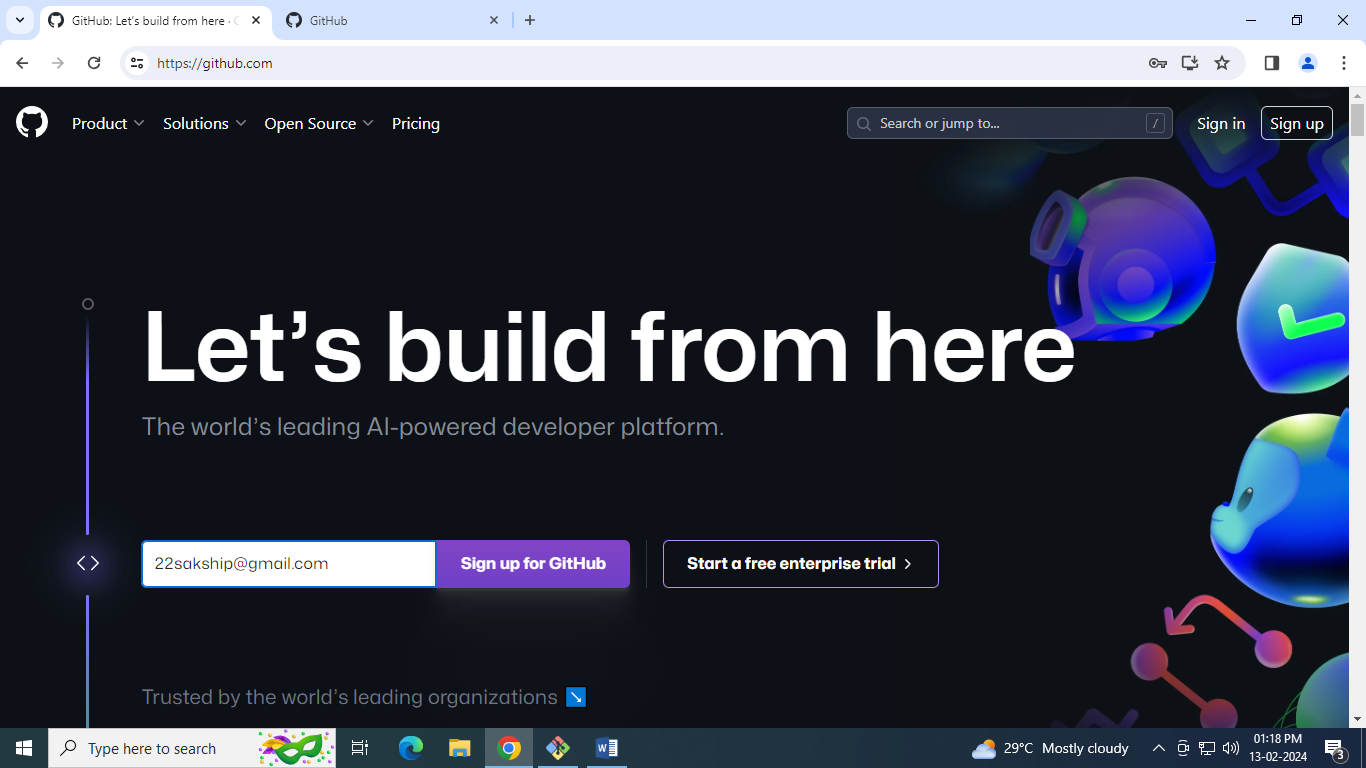 GitHub: Let's build from here · G
GitHub
https://github.com
Product
Solutions
Open Source
Pricing
Search or jump to...
/
Sign in
Sign up
Let's build from here
The world's leading AI-powered developer platform.
22sakship@gmail.com
Sign up for GitHub
Start a free enterprise trial
Trusted by the world's leading organizations
Type here to search
29°C Mostly cloudy
01:18 PM
13-02-2024
3